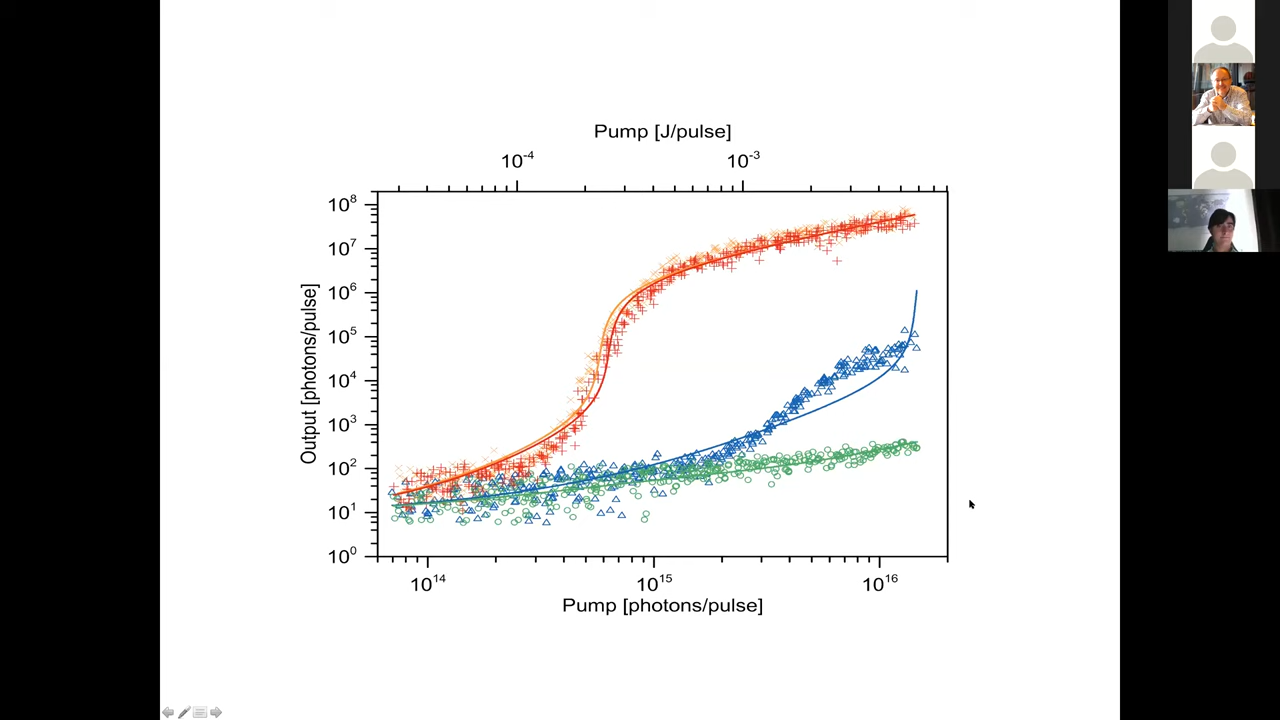 Pump [J/pulse]
10-4 10-3
10⁸
10⁷
10⁶
10⁵
10⁴
10³
10²
10¹
10⁰
Output [photons/pulse]
10¹⁴ 10¹⁵ 10¹⁶
Pump [photons/pulse]